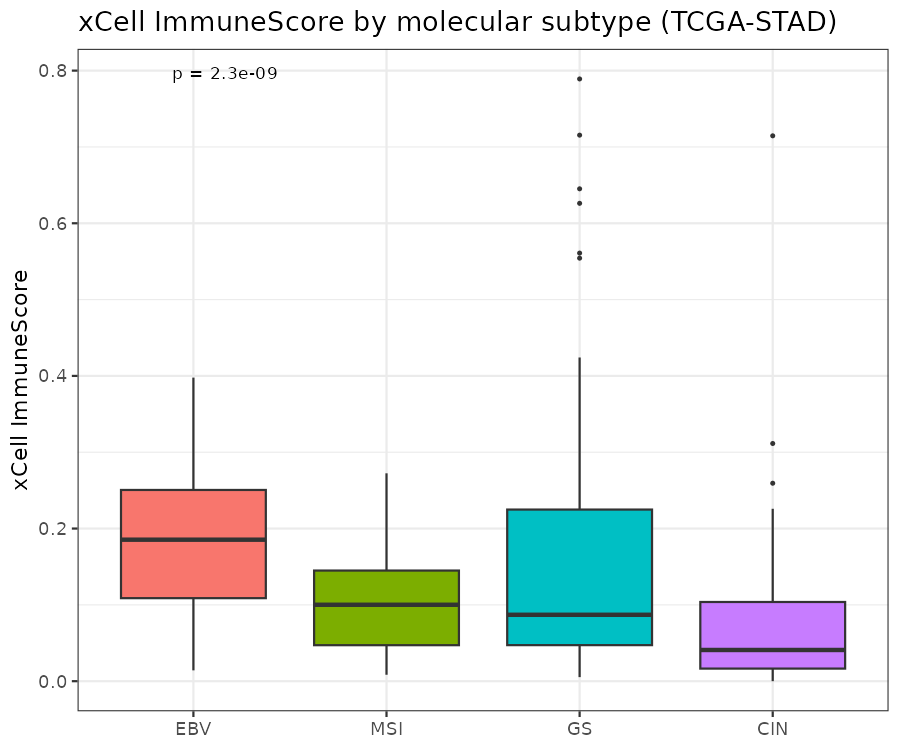 xCell ImmuneScore by molecular subtype (TCGA-STAD)
p = 2.3e-09
xCell ImmuneScore
0.8
0.6
0.4
0.2
0.0
EBV MSI GS CIN